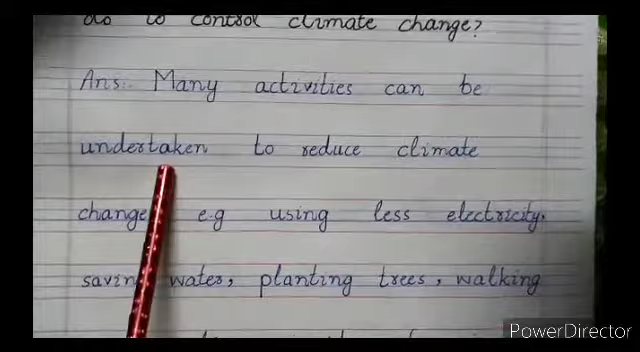 do to control climate change?
Ans:- Many activities can be
undertaken to reduce climate
change e.g using less electricity.
saving water, planting trees, walking
PowerDirector